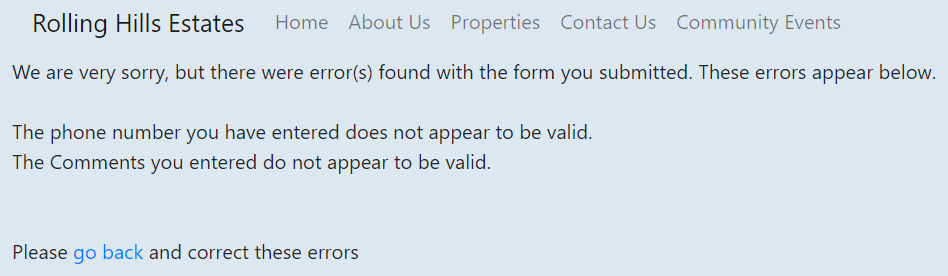 Rolling Hills Estates Home About Us Properties Contact Us Community Events
We are very sorry, but there were error(s) found with the form you submitted. These errors appear below.
The phone number you have entered does not appear to be valid.
The Comments you entered do not appear to be valid.
Please go back and correct these errors